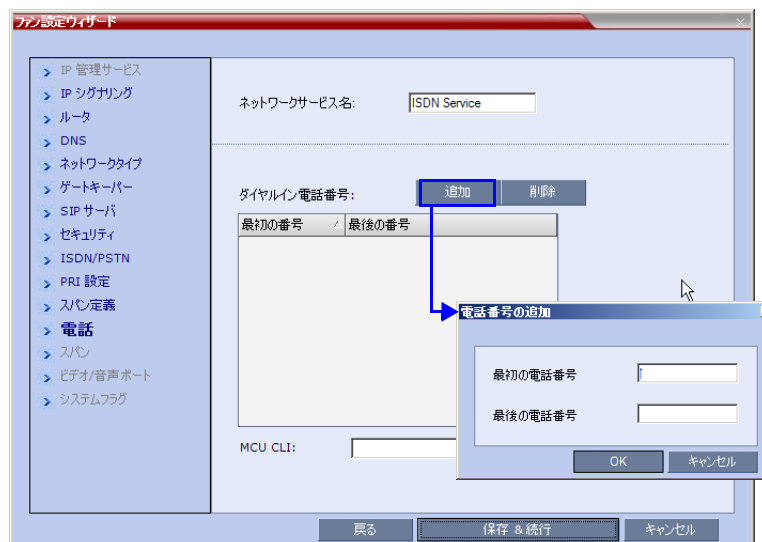 ファン設定ウィザード
IP 管理サービス
IP シグナリング
ルータ
DNS
ネットワークタイプ
ゲートキーパー
SIP サーバ
セキュリティ
ISDN/PSTN
PRI 設定
スパン定義
電話
スパン
ビデオ/音声ポート
システムフラグ
ネットワークサービス名:
ISDN Service
ダイヤルイン電話番号:
追加
削除
最初の番号
最後の番号
MCU CLI:
電話番号の追加
最初の電話番号
最後の電話番号
OK
キャンセル
戻る
保存 & 続行
キャンセル